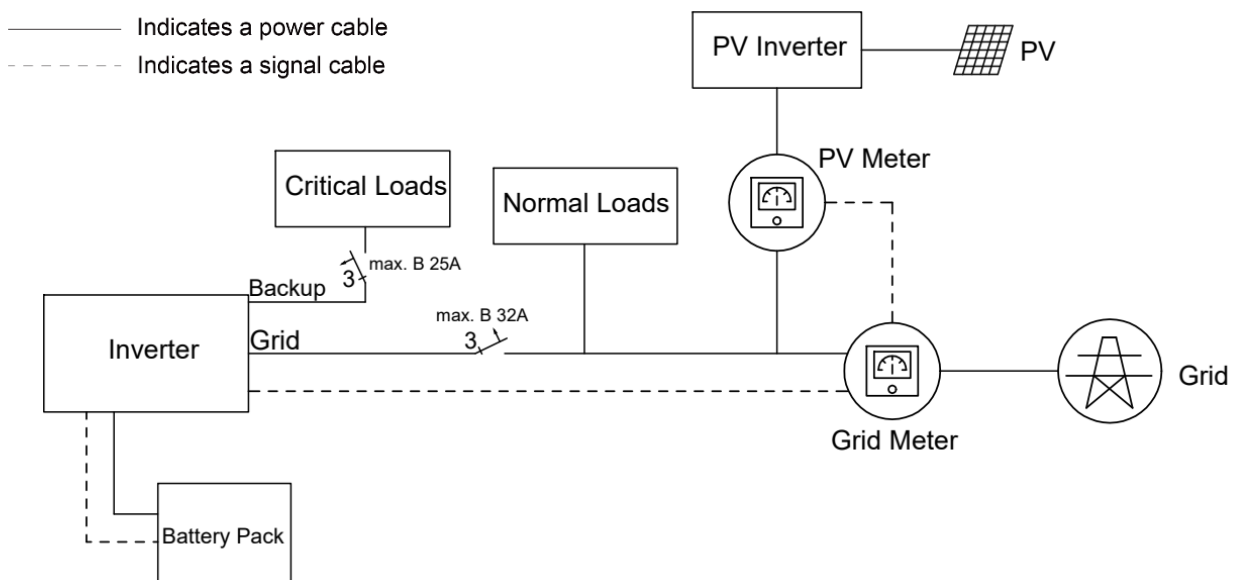 Indicates a power cable
Indicates a signal cable
PV Inverter
PV
PV Meter
Critical Loads
Normal Loads
max. B 25A
3
Backup
max. B 32A
Grid
3
Inverter
Grid
Grid Meter
Battery Pack